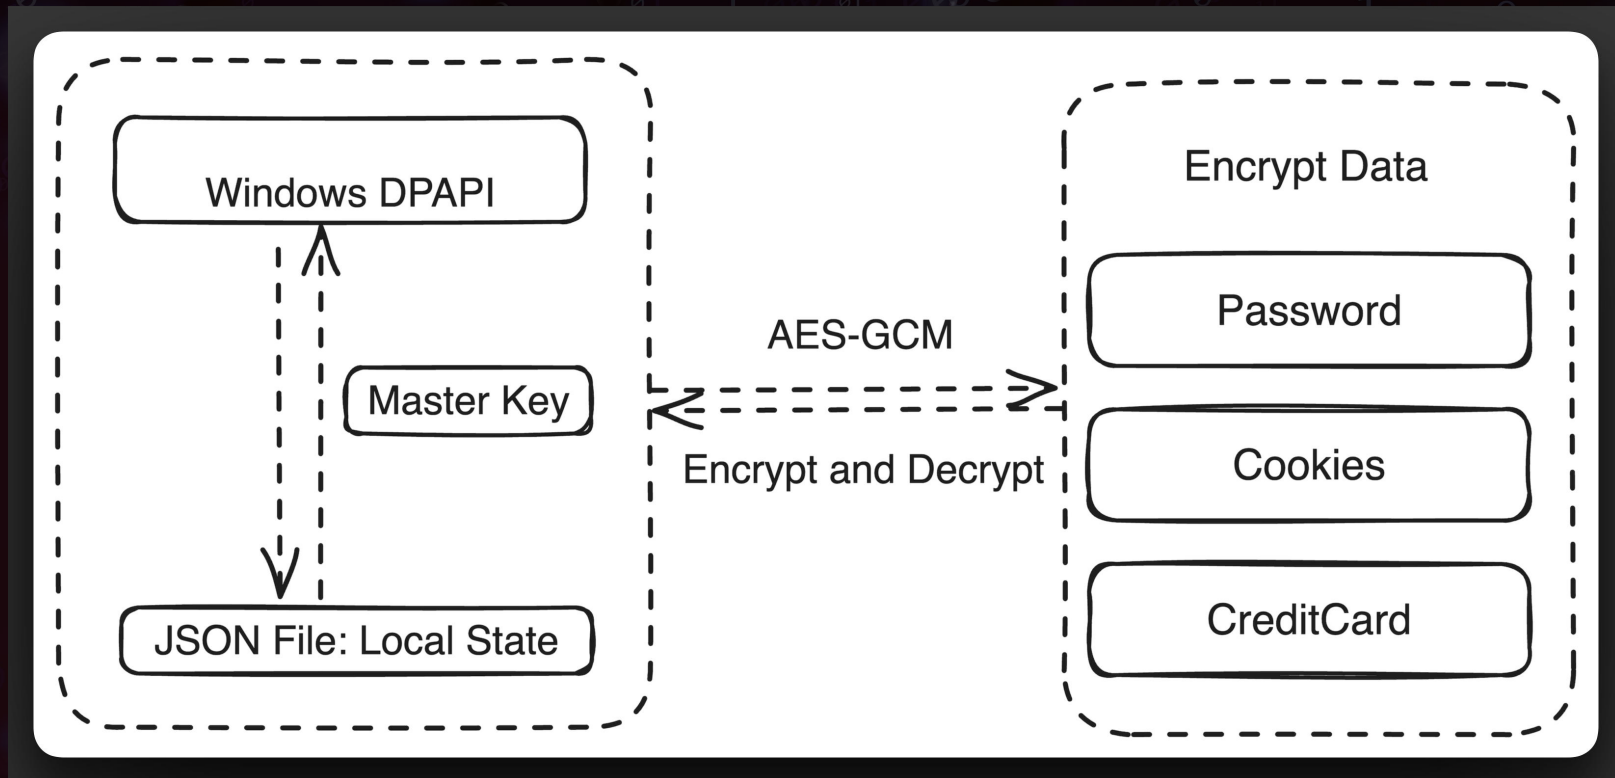 Windows DPAPI
Master Key
JSON File: Local State
AES-GCM
Encrypt and Decrypt
Encrypt Data
Password
Cookies
CreditCard